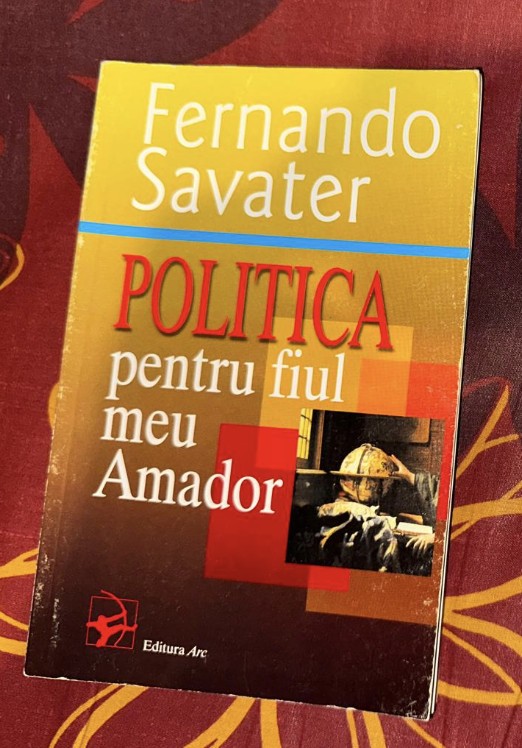 Fernando
Savater
POLITICA
pentru fiul
meu
Amador
Editura Arc